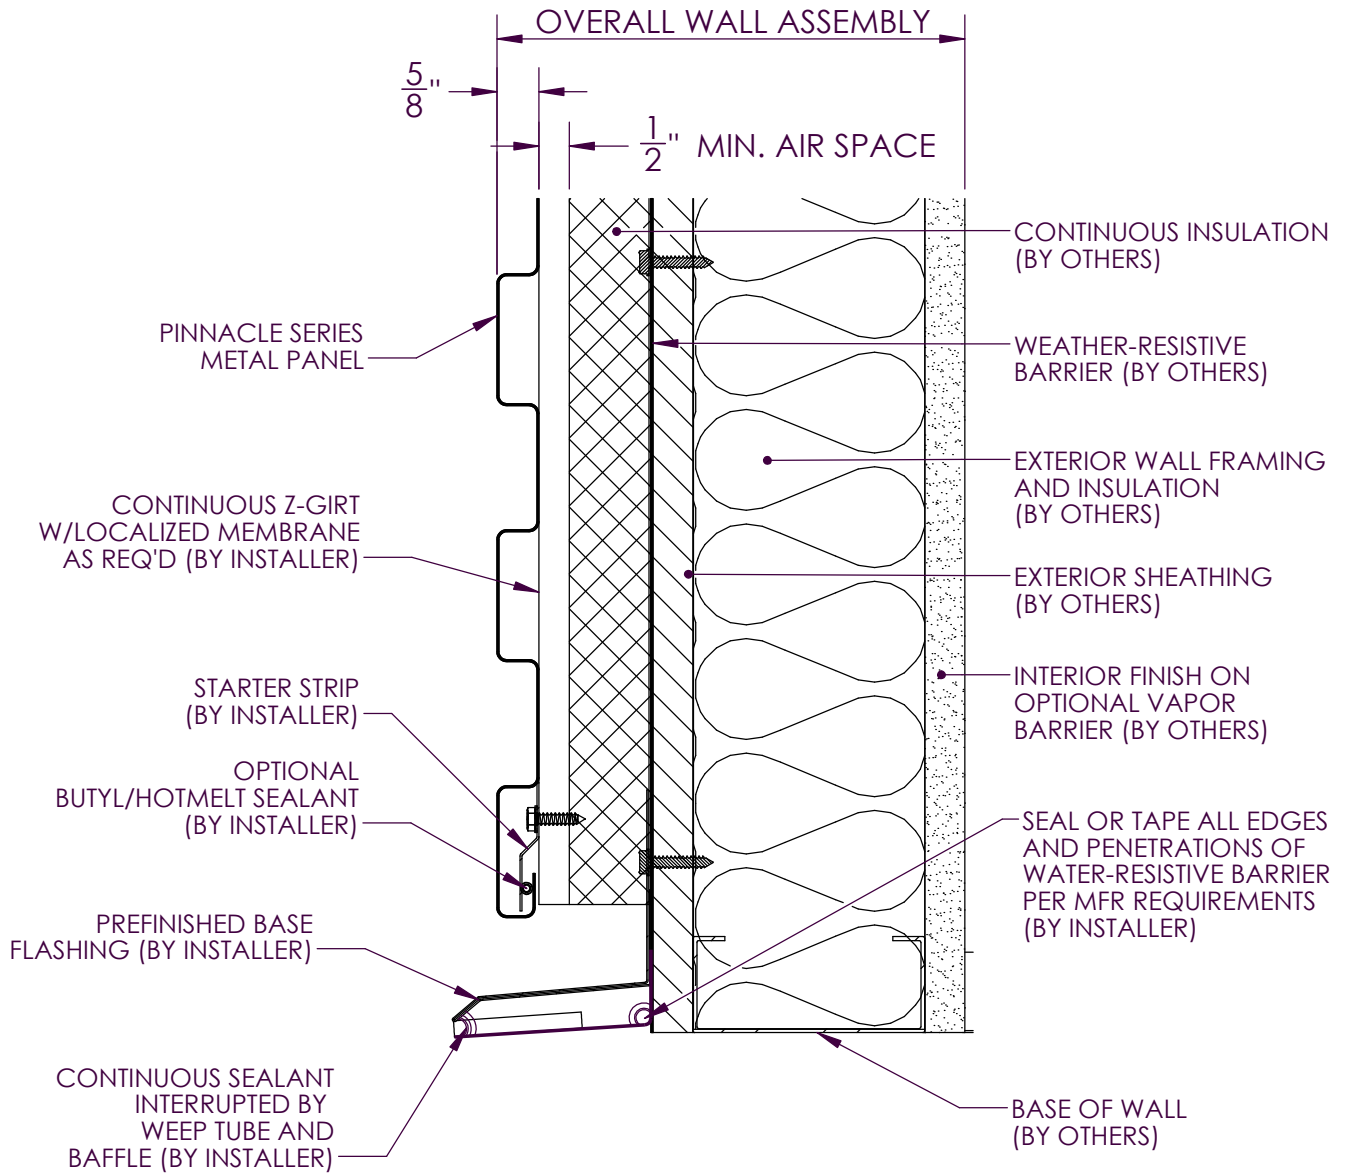 OVERALL WALL ASSEMBLY
5/8"
1/2" MIN. AIR SPACE
CONTINUOUS INSULATION
(BY OTHERS)
PINNACLE SERIES
METAL PANEL
WEATHER-RESISTIVE
BARRIER (BY OTHERS)
EXTERIOR WALL FRAMING
AND INSULATION
(BY OTHERS)
CONTINUOUS Z-GIRT
W/LOCALIZED MEMBRANE
AS REQ'D (BY INSTALLER)
EXTERIOR SHEATHING
(BY OTHERS)
INTERIOR FINISH ON
OPTIONAL VAPOR
BARRIER (BY OTHERS)
STARTER STRIP
(BY INSTALLER)
OPTIONAL
BUTYL/HOTMELT SEALANT
(BY INSTALLER)
SEAL OR TAPE ALL EDGES
AND PENETRATIONS OF
WATER-RESISTIVE BARRIER
PER MFR REQUIREMENTS
(BY INSTALLER)
PREFINISHED BASE
FLASHING (BY INSTALLER)
CONTINUOUS SEALANT
INTERRUPTED BY
WEEP TUBE AND
BAFFLE (BY INSTALLER)
BASE OF WALL
(BY OTHERS)